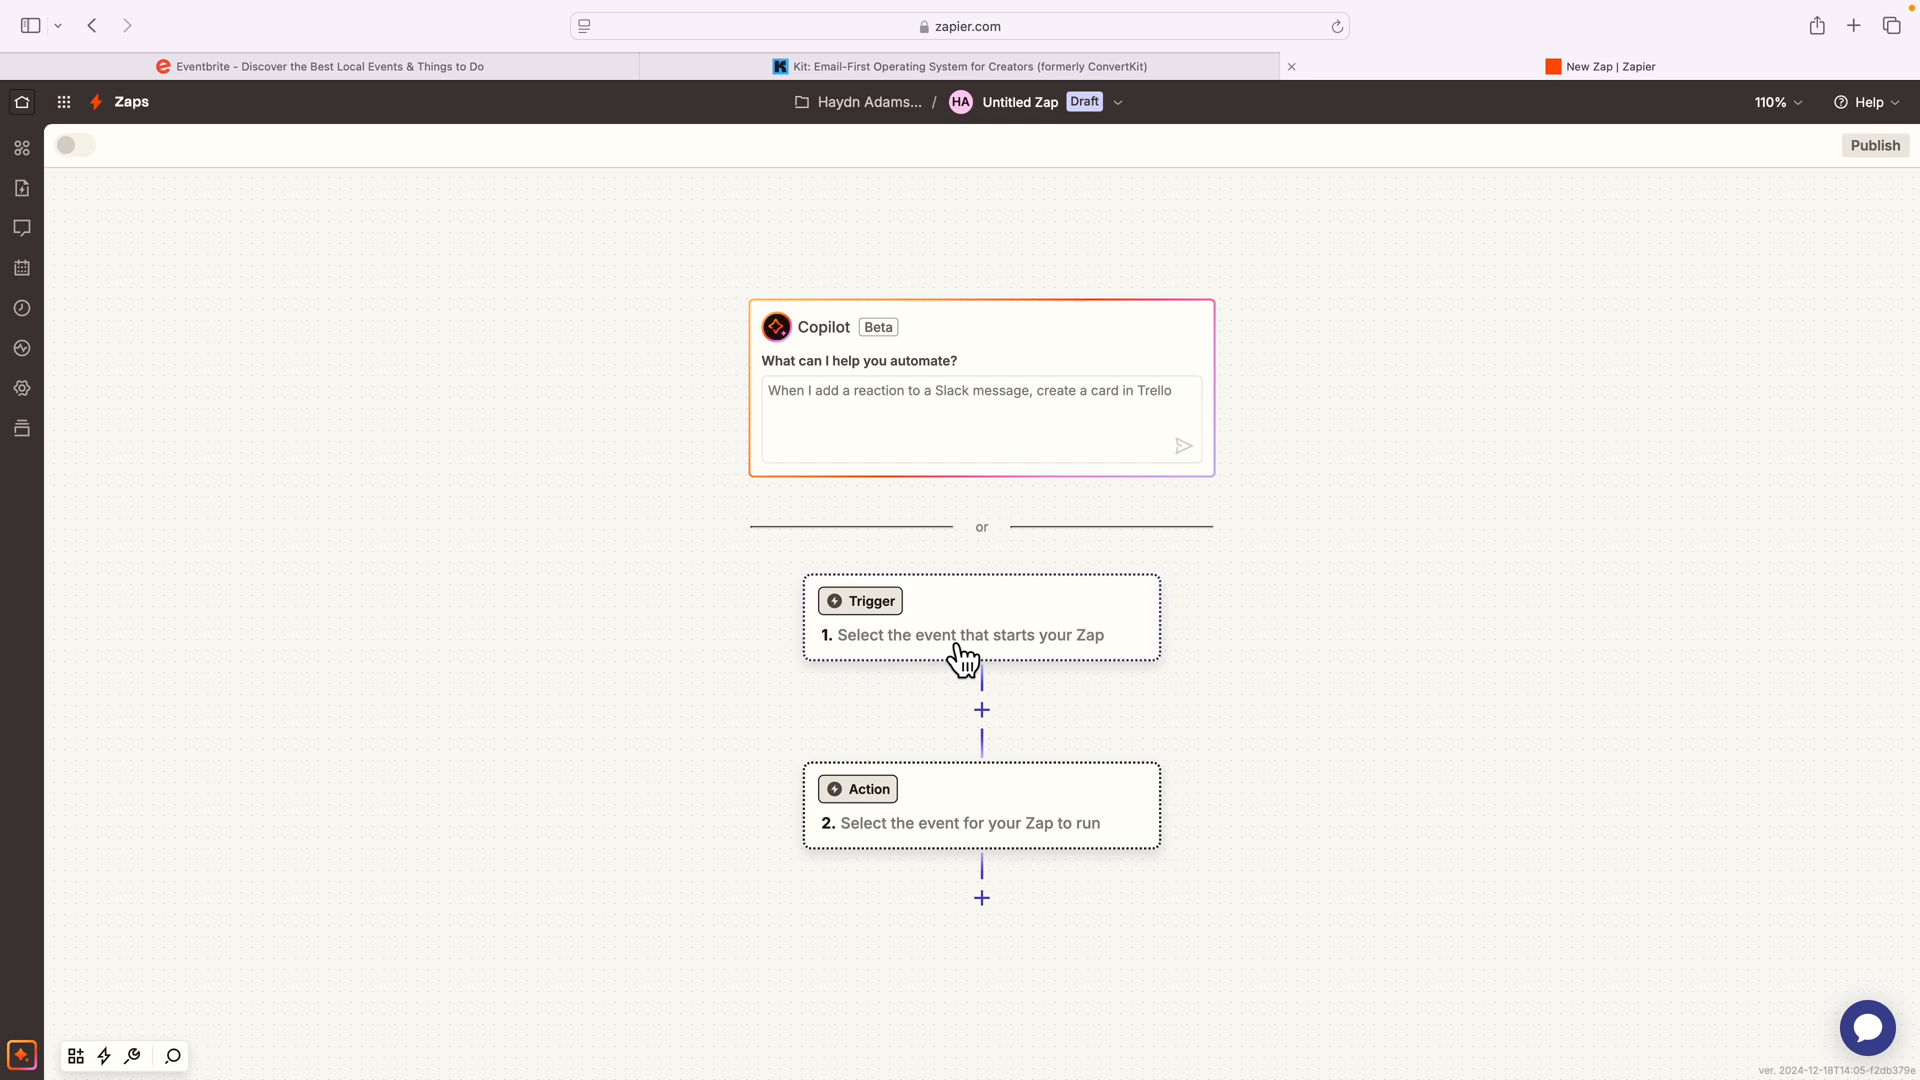 zapier.com
Eventbrite - Discover the Best Local Events & Things to Do
Kit: Email-First Operating System for Creators (formerly ConvertKit)
New Zap | Zapier
Zaps
Haydn Adams... / HA Untitled Zap Draft
110%
Help
Publish
Copilot Beta
What can I help you automate?
When I add a reaction to a Slack message, create a card in Trello
or
Trigger
1. Select the event that starts your Zap
Action
2. Select the event for your Zap to run
ver. 2024-12-18T14:05-f2db379e